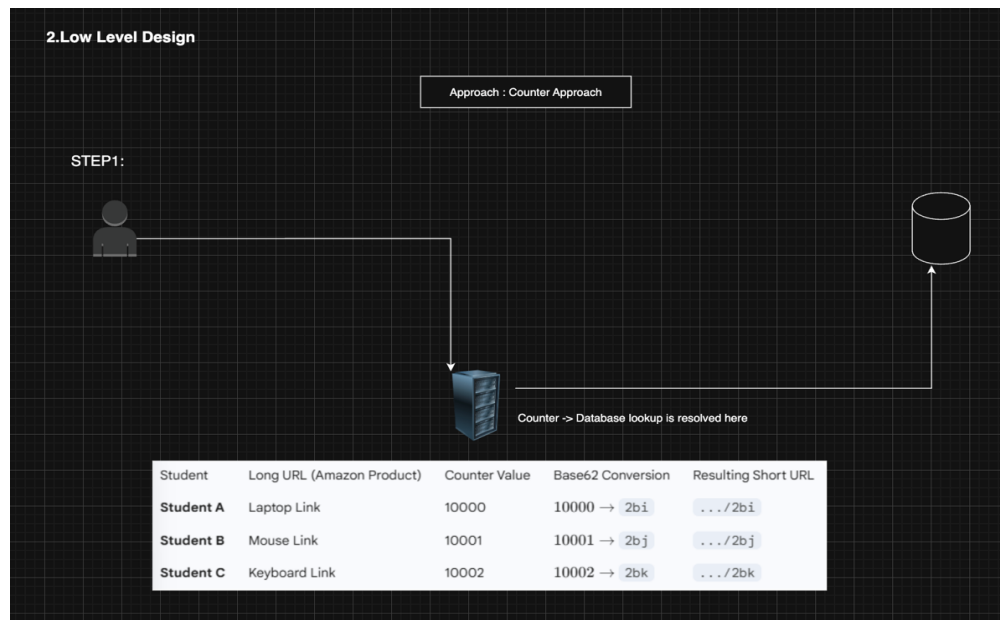 2.Low Level Design
Approach : Counter Approach
STEP1:
Counter -> Database lookup is resolved here
Student Long URL (Amazon Product) Counter Value Base62 Conversion Resulting Short URL
Student A Laptop Link 10000 10000 → 2bi .../2bi
Student B Mouse Link 10001 10001 → 2bj .../2bj
Student C Keyboard Link 10002 10002 → 2bk .../2bk